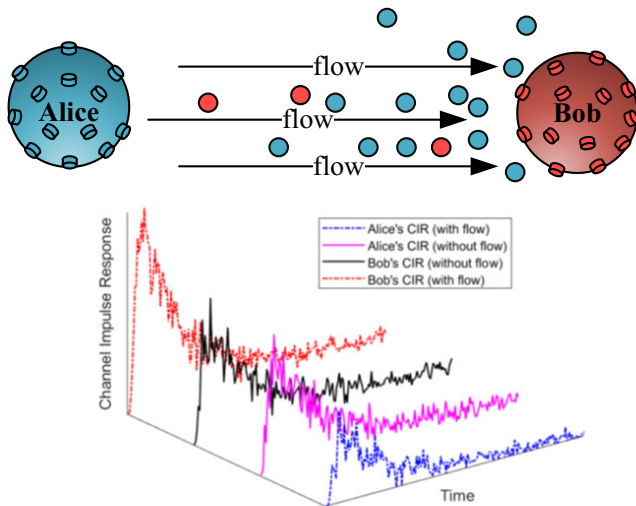 flow
Alice
flow
Bob
flow
Channel Impulse Response
Alice's CIR (with flow)
Alice's CIR (without flow)
Bob's CIR (without flow)
Bob's CIR (with flow)
Time